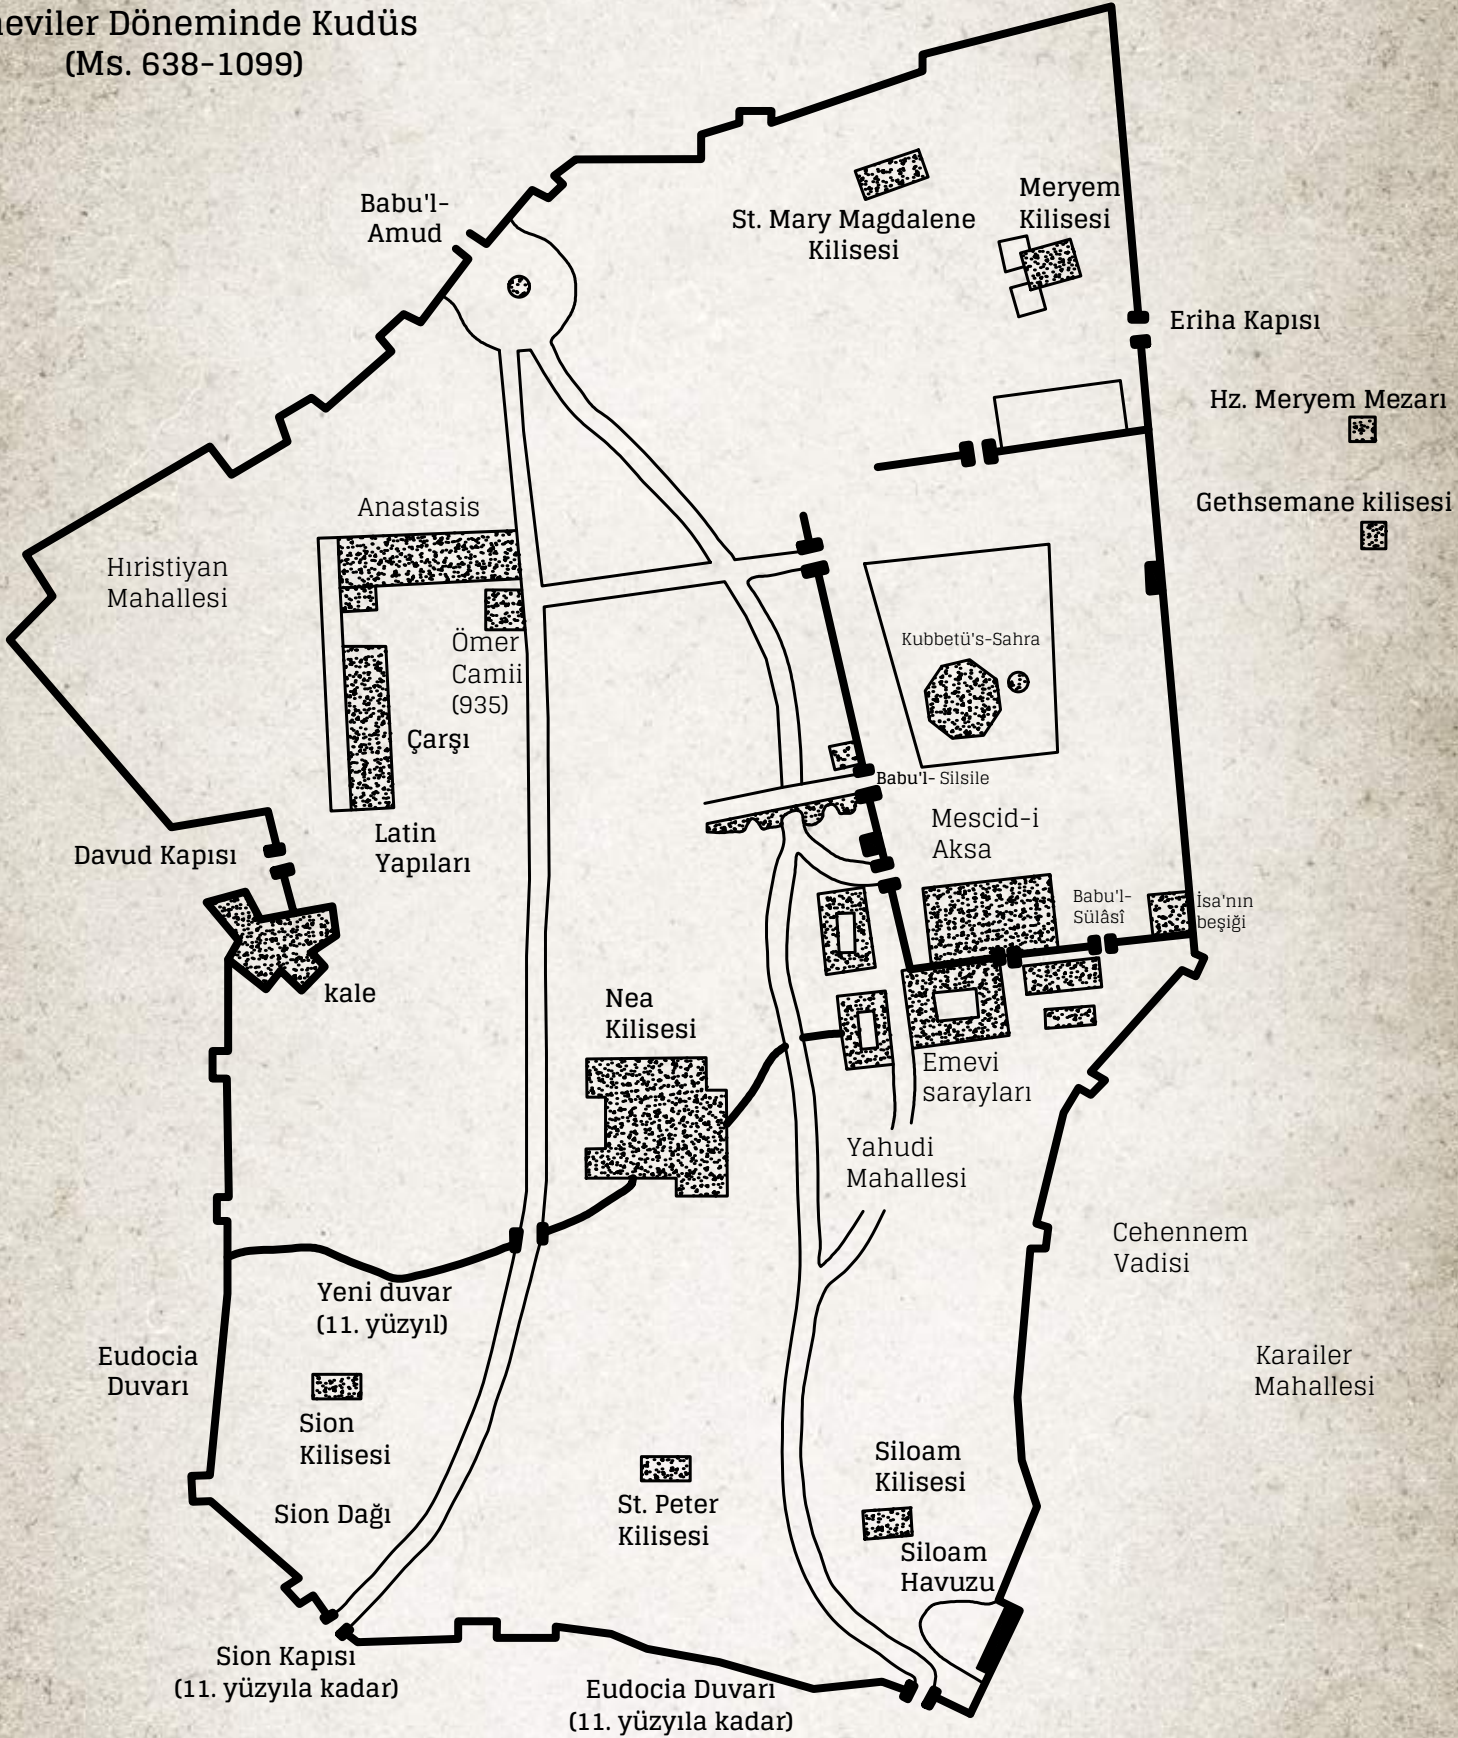 Döneminde Kudüs
(Ms. 638-1099)
Babu'l-
Amud
St. Mary Magdalene
Kilisesi
Meryem
Kilisesi
Eriha Kapısı
Hz. Meryem Mezarı
Gethsemane kilisesi
Anastasis
Hıristiyan
Mahallesi
Ömer
Camii
(935)
Çarşı
Kubbetü's-Sahra
Babu'l- Silsile
Mescid-i
Aksa
Latin
Yapıları
Davud Kapısı
kale
Babu'l-
Sülâsî
İsa'nın
beşiği
Nea
Kilisesi
Emevi
sarayları
Yahudi
Mahallesi
Cehennem
Vadisi
Yeni duvar
(11. yüzyıl)
Eudocia
Duvarı
Karailer
Mahallesi
Sion
Kilisesi
Sion Dağı
St. Peter
Kilisesi
Siloam
Kilisesi
Siloam
Havuzu
Sion Kapısı
(11. yüzyıla kadar)
Eudocia Duvarı
(11. yüzyıla kadar)